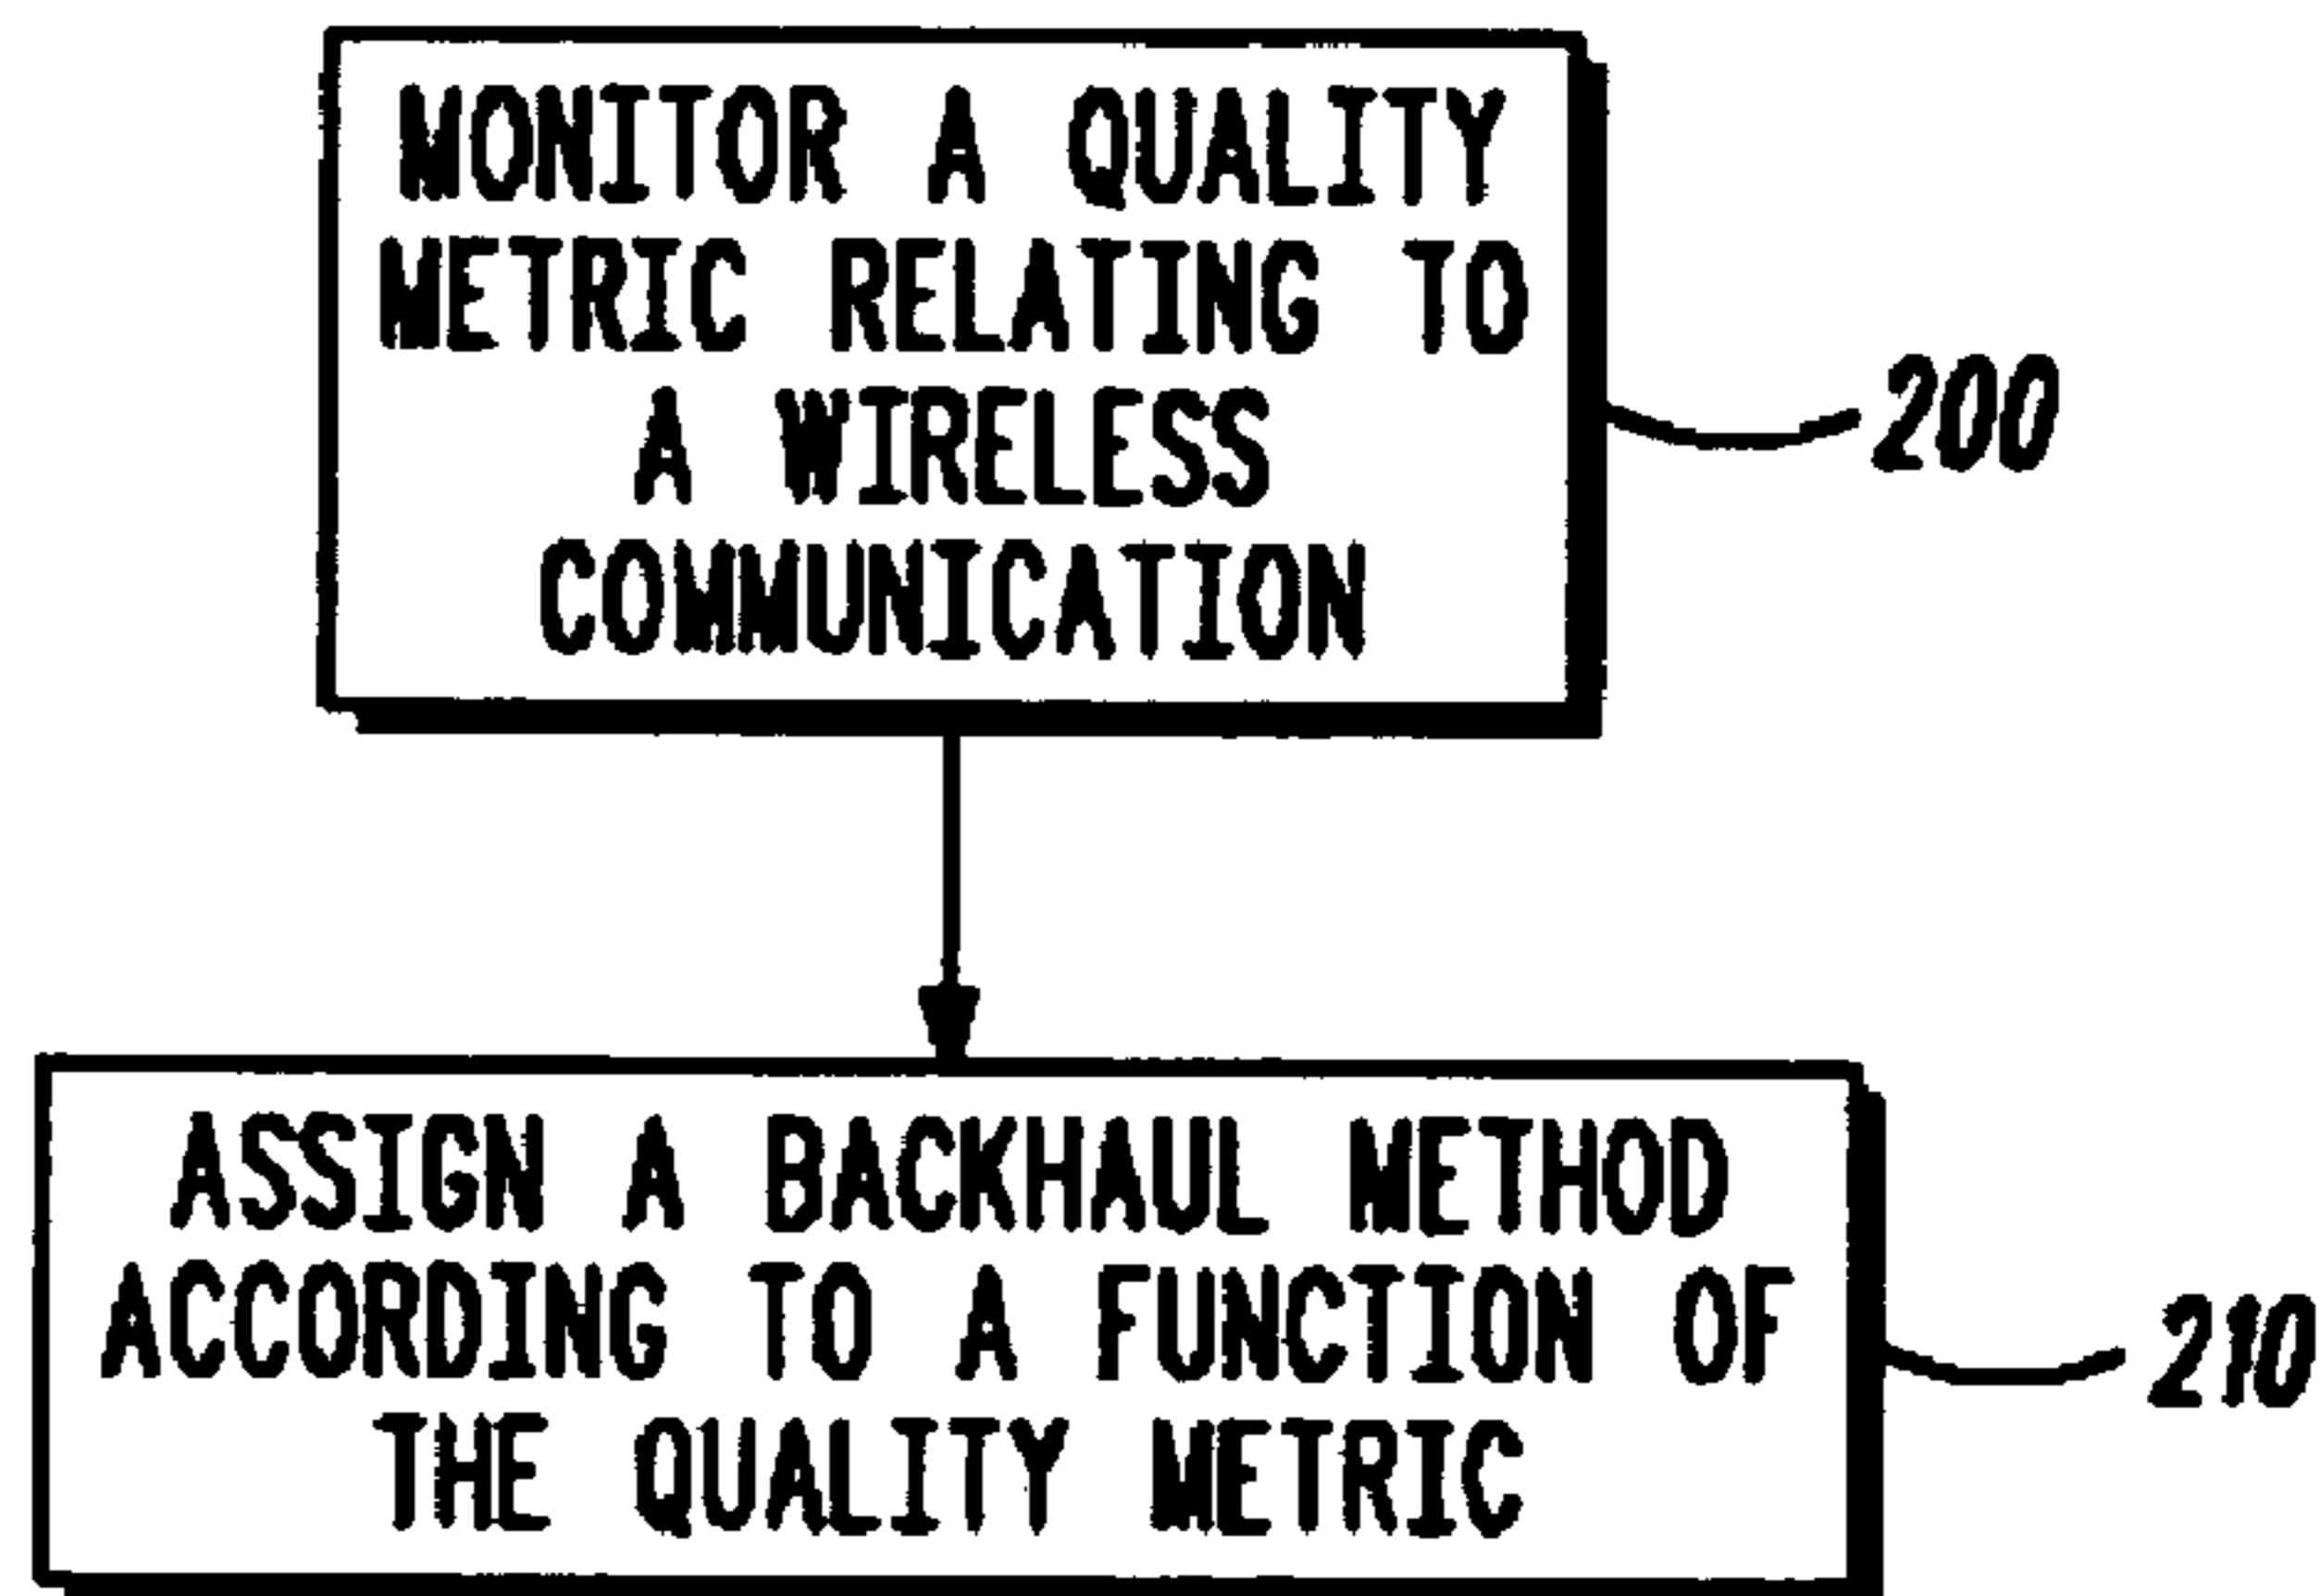 MONITOR A QUALITY
METRIC RELATING TO
A WIRELESS
COMMUNICATION
200
ASSIGN A BACKHAUL METHOD
ACCORDING TO A FUNCTION OF
THE QUALITY METRIC
210